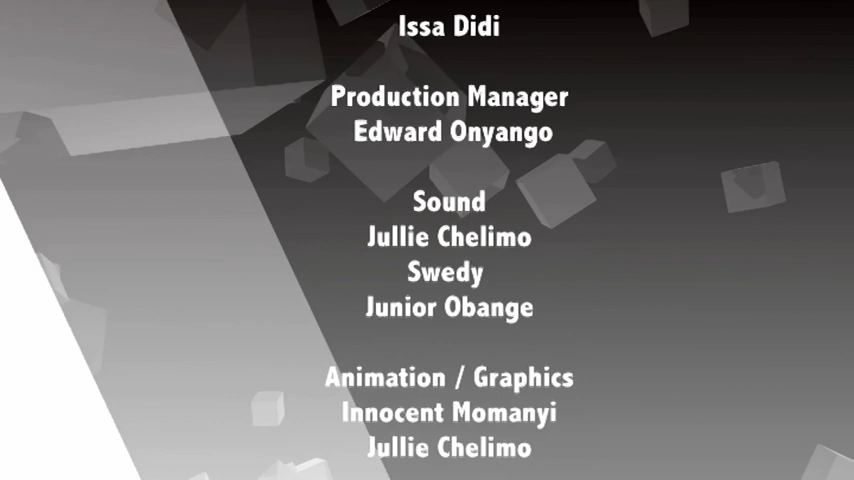 Issa Didi
Production Manager
Edward Onyango
Sound
Jullie Chelimo
Swedy
Junior Obange
Animation / Graphics
Innocent Momanyi
Jullie Chelimo